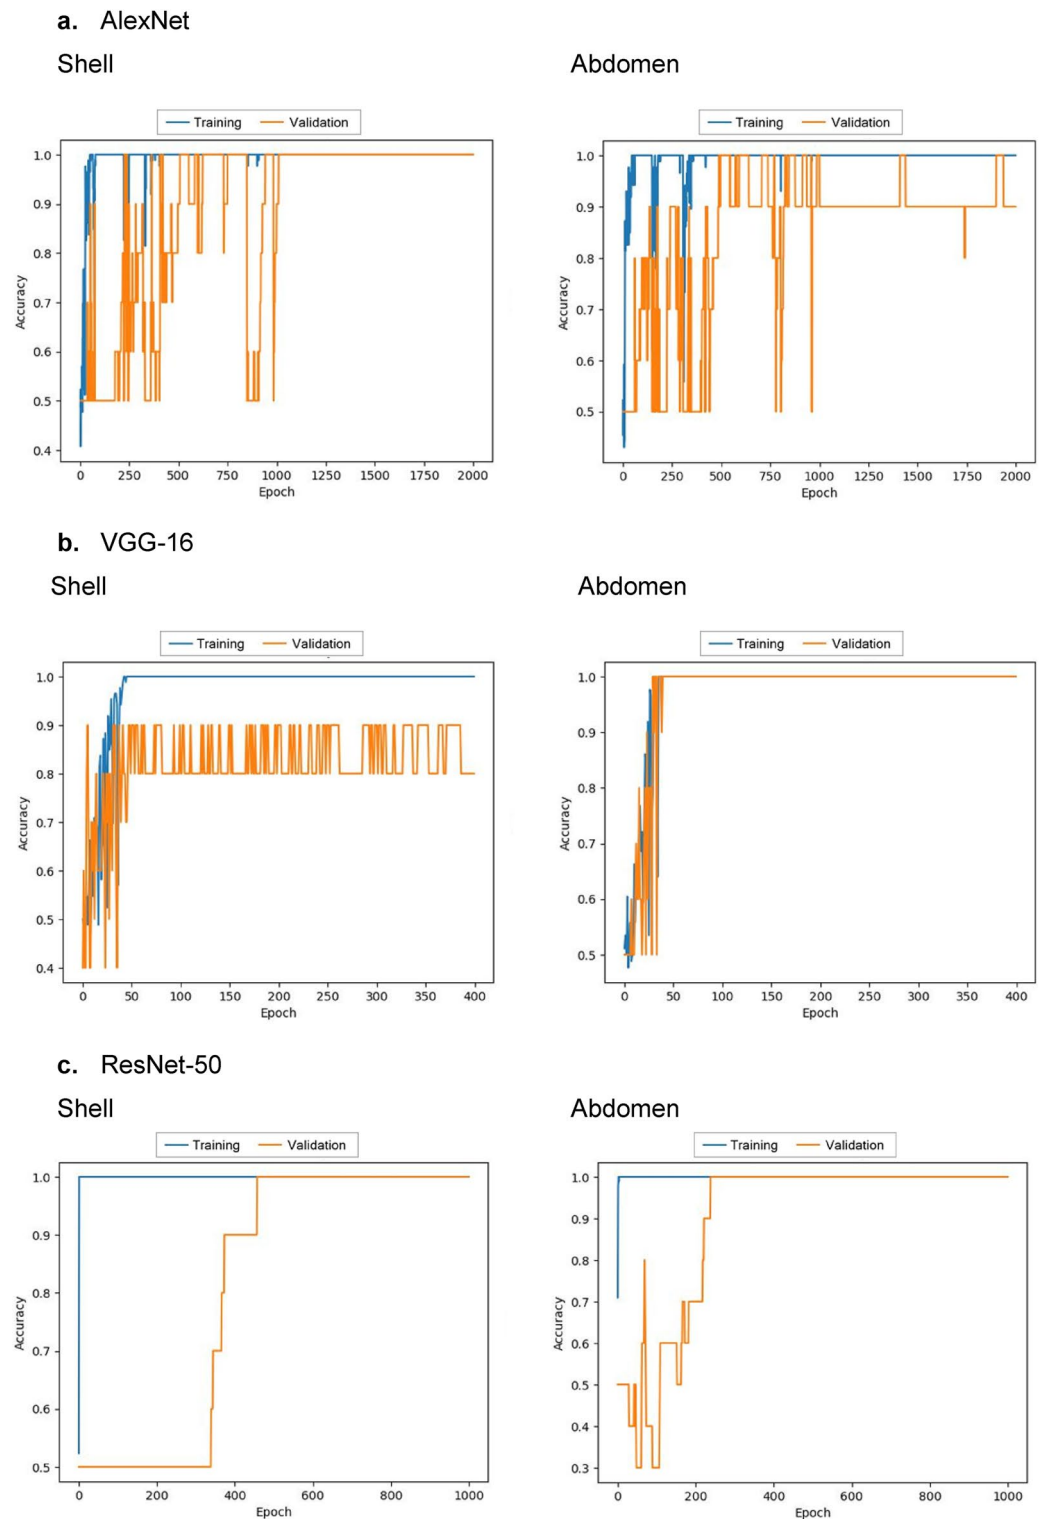 a. AlexNet
Shell Abdomen
Training Validation Training Validation
1.0 1.0
0.9 0.9
0.8 0.8
0.7 0.7
0.6 0.6
0.5 0.5
0.4
Accuracy Accuracy
0 250 500 750 1000 1250 1500 1750 2000 0 250 500 750 1000 1250 1500 1750 2000
Epoch Epoch
b. VGG-16
Shell Abdomen
Training Validation Training Validation
1.0 1.0
0.9 0.9
0.8 0.8
0.7 0.7
0.6 0.6
0.5 0.5
0.4
Accuracy Accuracy
0 50 100 150 200 250 300 350 400 0 50 100 150 200 250 300 350 400
Epoch Epoch
c. ResNet-50
Shell Abdomen
Training Validation Training Validation
1.0 1.0
0.9 0.9
0.8 0.8
0.7 0.7
0.6 0.6
0.5 0.5
0.4
0.3
Accuracy Accuracy
0 200 400 600 800 1000 0 200 400 600 800 1000
Epoch Epoch